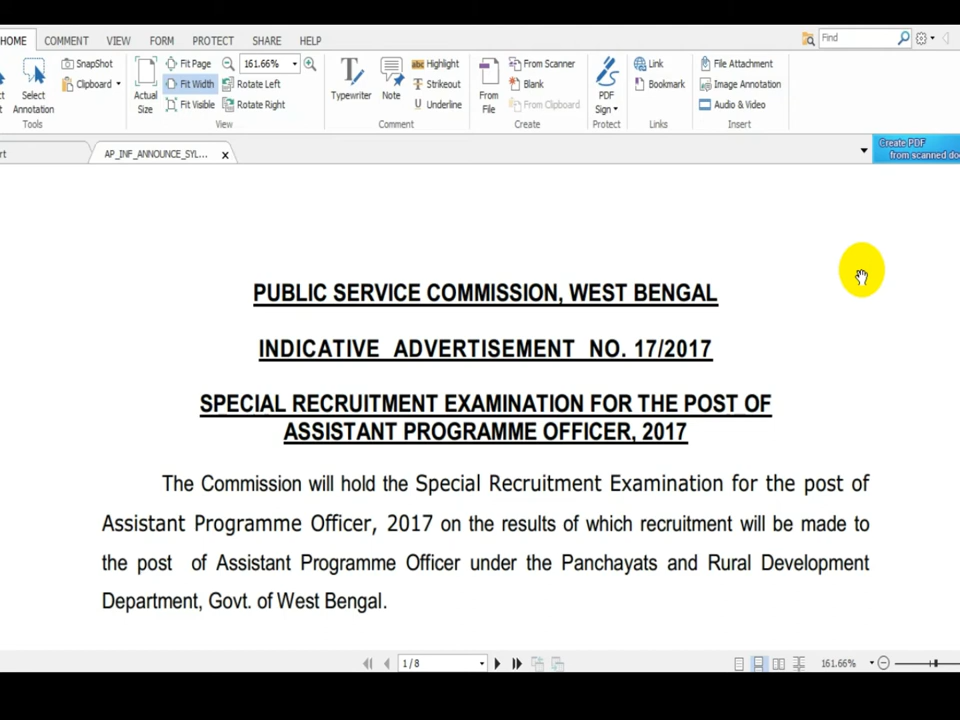 HOME COMMENT VIEW FORM PROTECT SHARE HELP Find
SnapShot Fit Page 161.66% Highlight From Scanner Link File Attachment
Clipboard Fit Width Rotate Left Strikeout Blank Bookmark Image Annotation
Select Annotation Actual Size Fit Visible Rotate Right Typewriter Note Underline From File From Clipboard PDF Sign Audio & Video
Tools View Comment Create Protect Links Insert
AP_INF_ANNOUNCE_SYL... x Create PDF
from scanned
PUBLIC SERVICE COMMISSION, WEST BENGAL
INDICATIVE ADVERTISEMENT NO. 17/2017
SPECIAL RECRUITMENT EXAMINATION FOR THE POST OF
ASSISTANT PROGRAMME OFFICER, 2017
The Commission will hold the Special Recruitment Examination for the post of
Assistant Programme Officer, 2017 on the results of which recruitment will be made to
the post of Assistant Programme Officer under the Panchayats and Rural Development
Department, Govt. of West Bengal.
1/8 161.66%